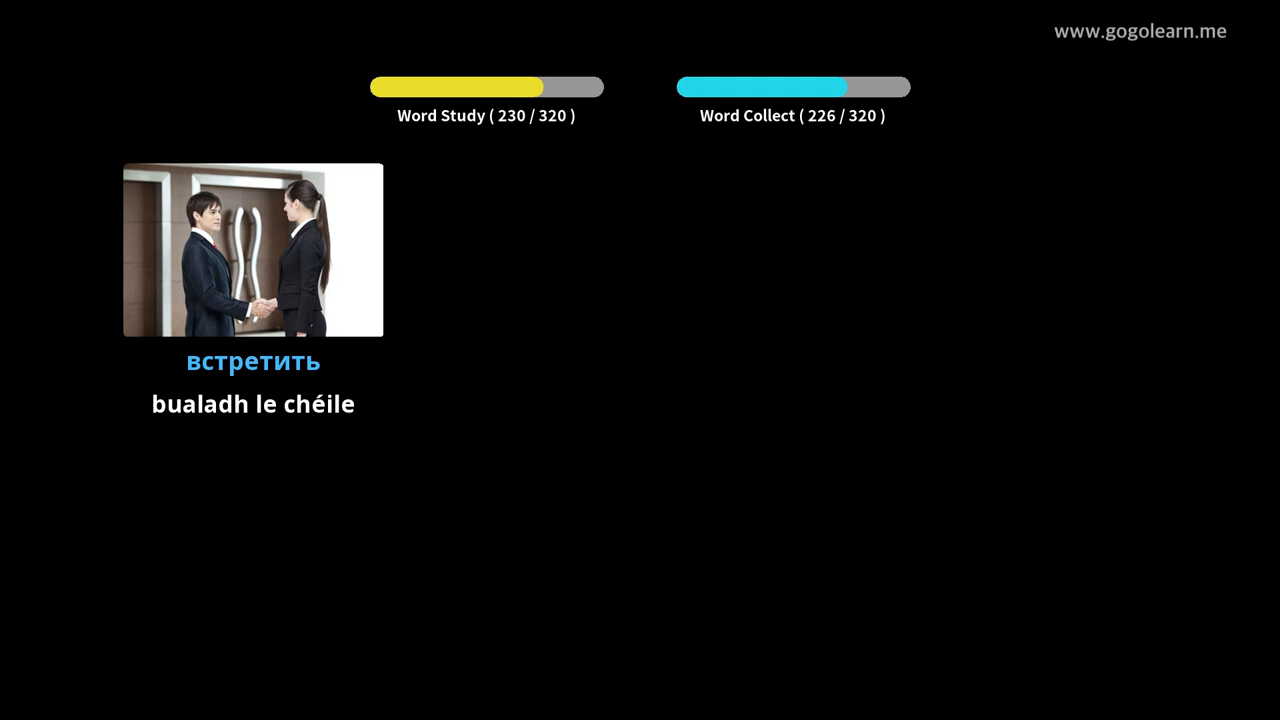 www.gogolearn.me
Word Study ( 230 / 320 )
Word Collect ( 226 / 320 )
встретить
bualadh le chéile